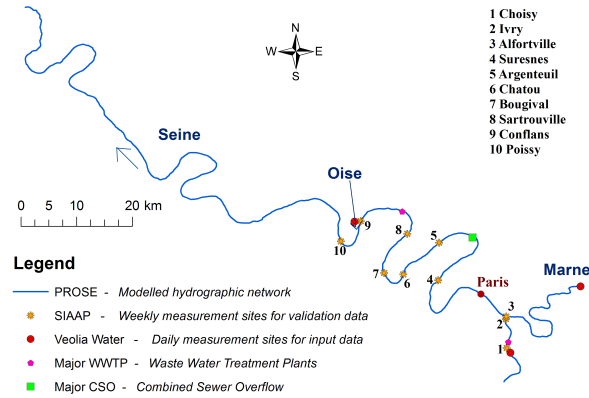 1 Choisy
2 Ivry
3 Alfortville
4 Suresnes
5 Argenteuil
6 Chatou
7 Bougival
8 Sartrouville
9 Conflans
10 Poissy
N
W E
S
Seine
0 5 10 20 km
Oise
9
10
8
5
7
6
4
Paris
Marne
3
2
1
Legend
PROSE - Modelled hydrographic network
SIAAP - Weekly measurement sites for validation data
Veolia Water - Daily measurement sites for input data
Major WWTP - Waste Water Treatment Plants
Major CSO - Combined Sewer Overflow